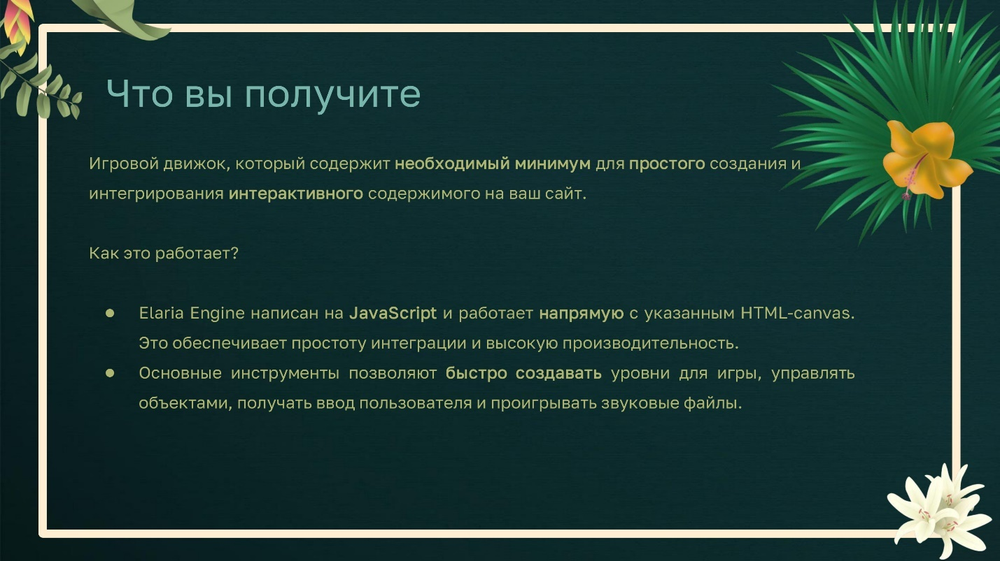 Что вы получите
Игровой движок, который содержит необходимый минимум для простого создания и
интегрирования интерактивного содержимого на ваш сайт.
Как это работает?
● Elaria Engine написан на JavaScript и работает напрямую с указанным HTML-canvas.
Это обеспечивает простоту интеграции и высокую производительность.
● Основные инструменты позволяют быстро создавать уровни для игры, управлять
объектами, получать ввод пользователя и проигрывать звуковые файлы.